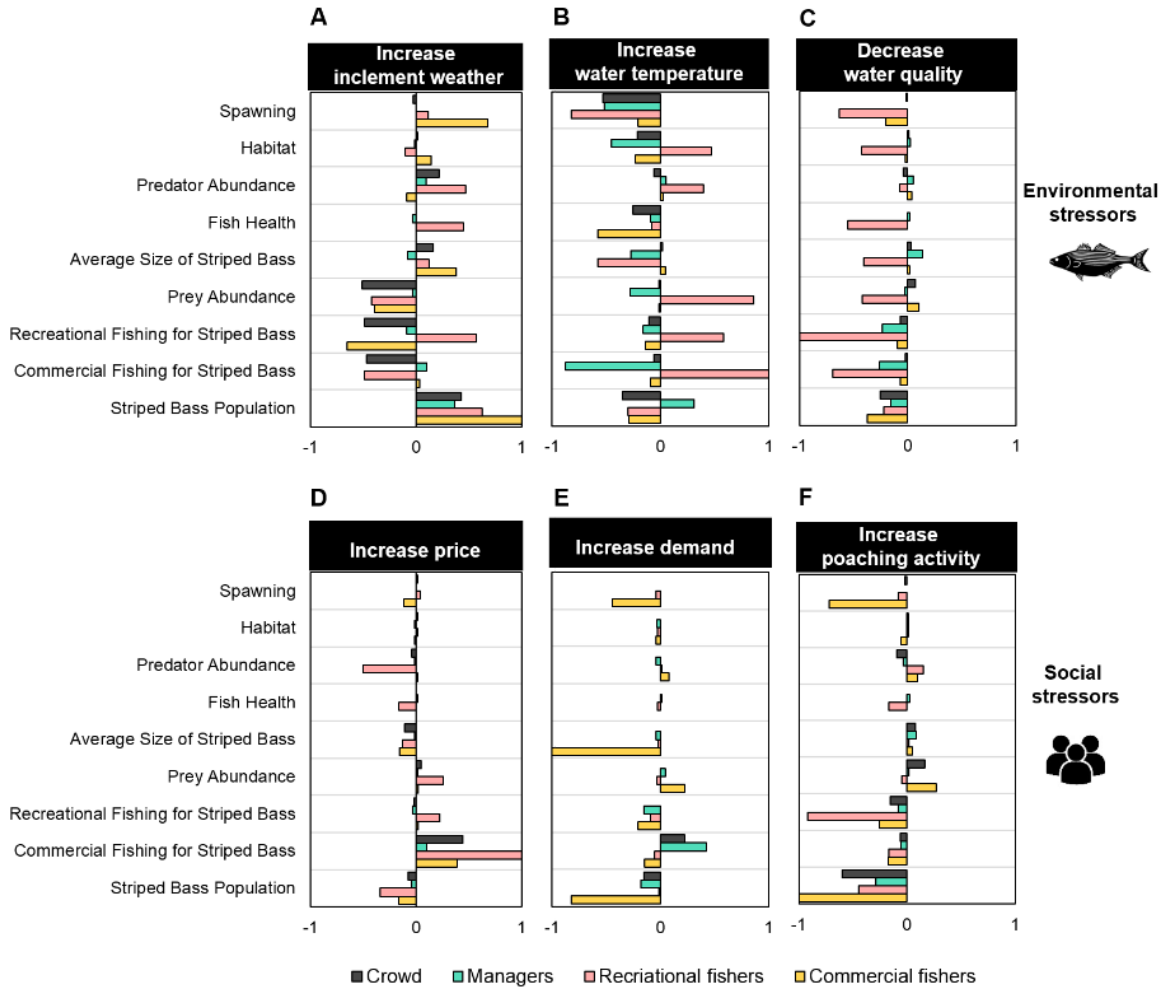 A
B
C
Increase
inclement weather
Increase
water temperature
Decrease
water quality
Spawning
Habitat
Predator Abundance
Fish Health
Average Size of Striped Bass
Prey Abundance
Recreational Fishing for Striped Bass
Commercial Fishing for Striped Bass
Striped Bass Population
Environmental
stressors
-1 0 1
-1 0 1
-1 0 1
D
E
F
Increase price
Increase demand
Increase
poaching activity
Spawning
Habitat
Predator Abundance
Fish Health
Average Size of Striped Bass
Prey Abundance
Recreational Fishing for Striped Bass
Commercial Fishing for Striped Bass
Striped Bass Population
Social
stressors
-1 0 1
-1 0 1
-1 0 1
Crowd Managers Recriational fishers Commercial fishers